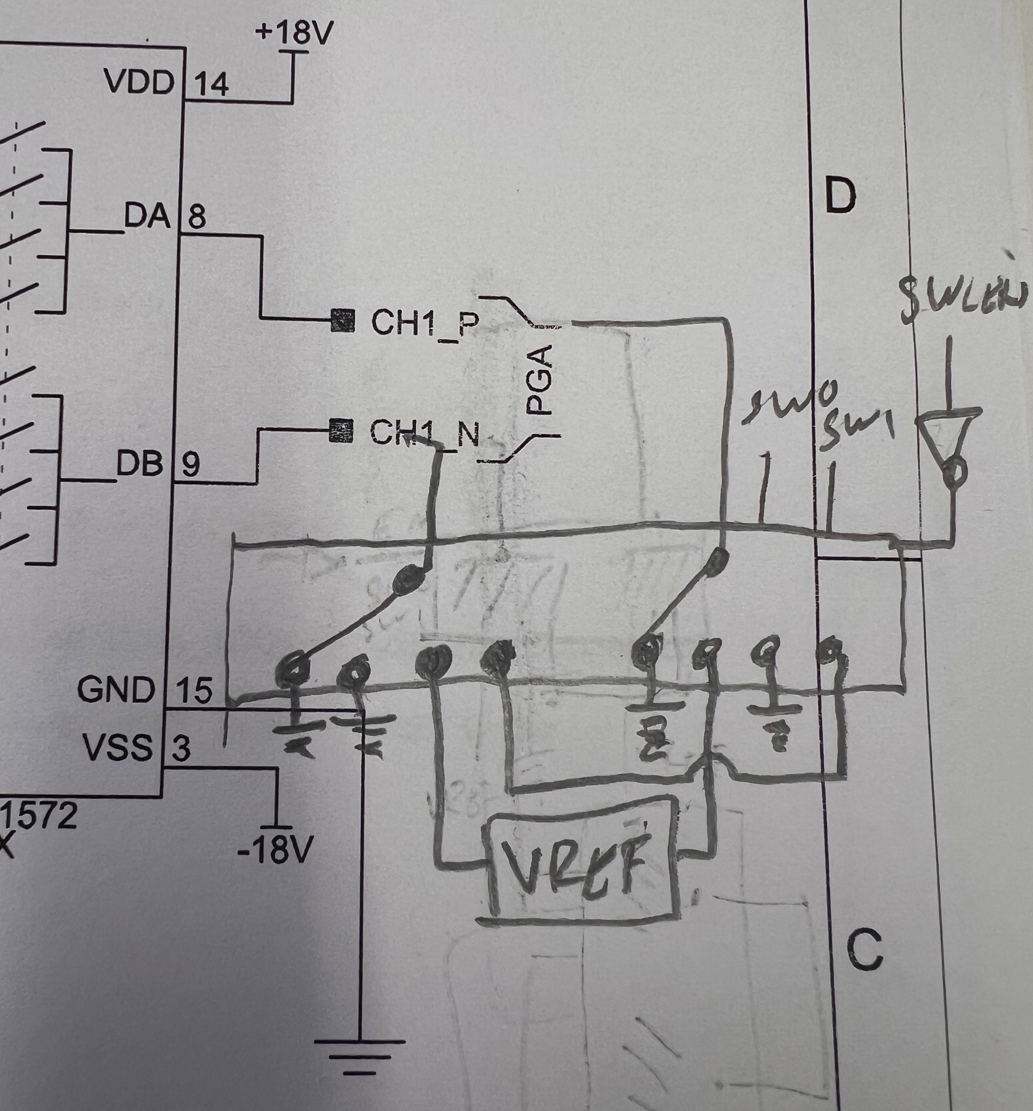 +18V
VDD 14
D
DA 8
CH1_P
PGA
SW0
SW1
CH1_N
DB 9
GND 15
VSS 3
1572
-18V
VREF
C